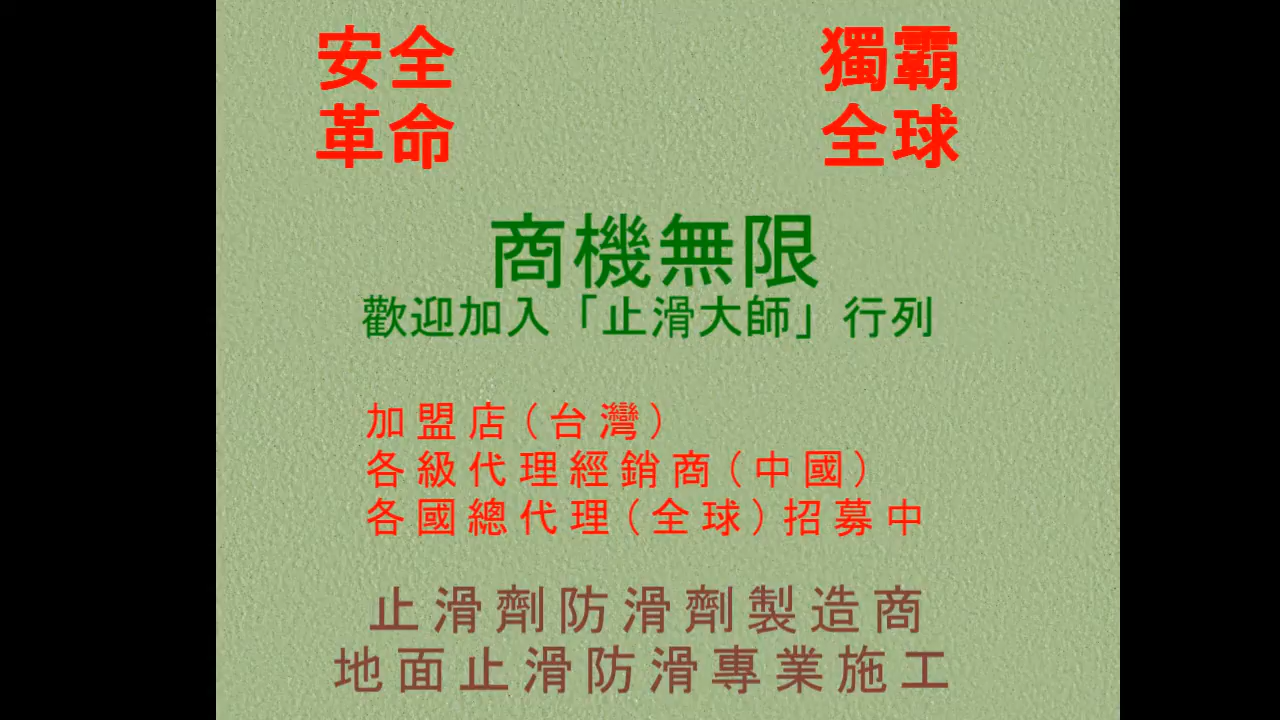 安全
革命
獨霸
全球
商機無限
歡迎加入「止滑大師」行列
加盟店(台灣)
各級代理經銷商(中國)
各國總代理(全球)招募中
止滑劑防滑劑製造商
地面止滑防滑專業施工